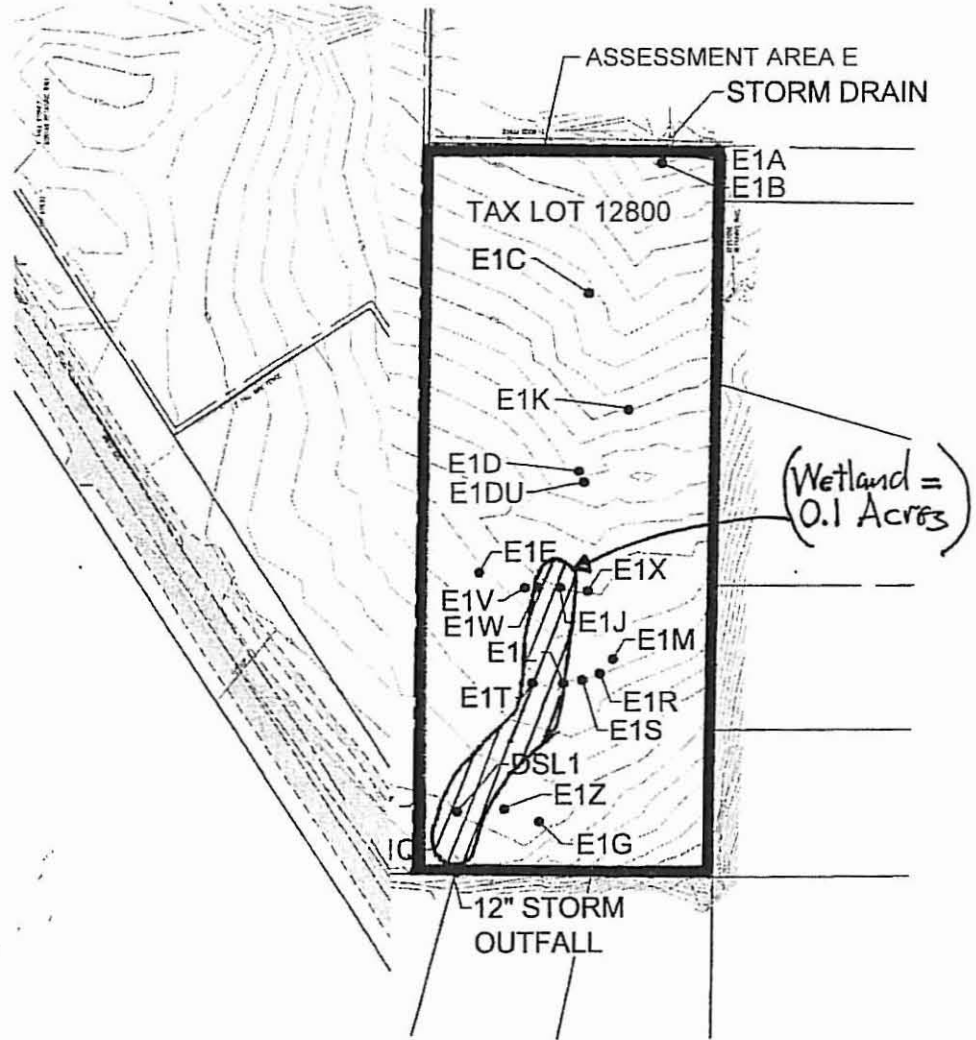 ASSESSMENT AREA E
STORM DRAIN
E1A
E1B
TAX LOT 12800
E1C
E1K
E1D
E1DU
(Wetland =
0.1 Acres)
E1E
E1X
E1V
E1W
E1J
E1M
E1
E1T
E1R
E1S
DSL1
E1Z
E1G
12" STORM
OUTFALL